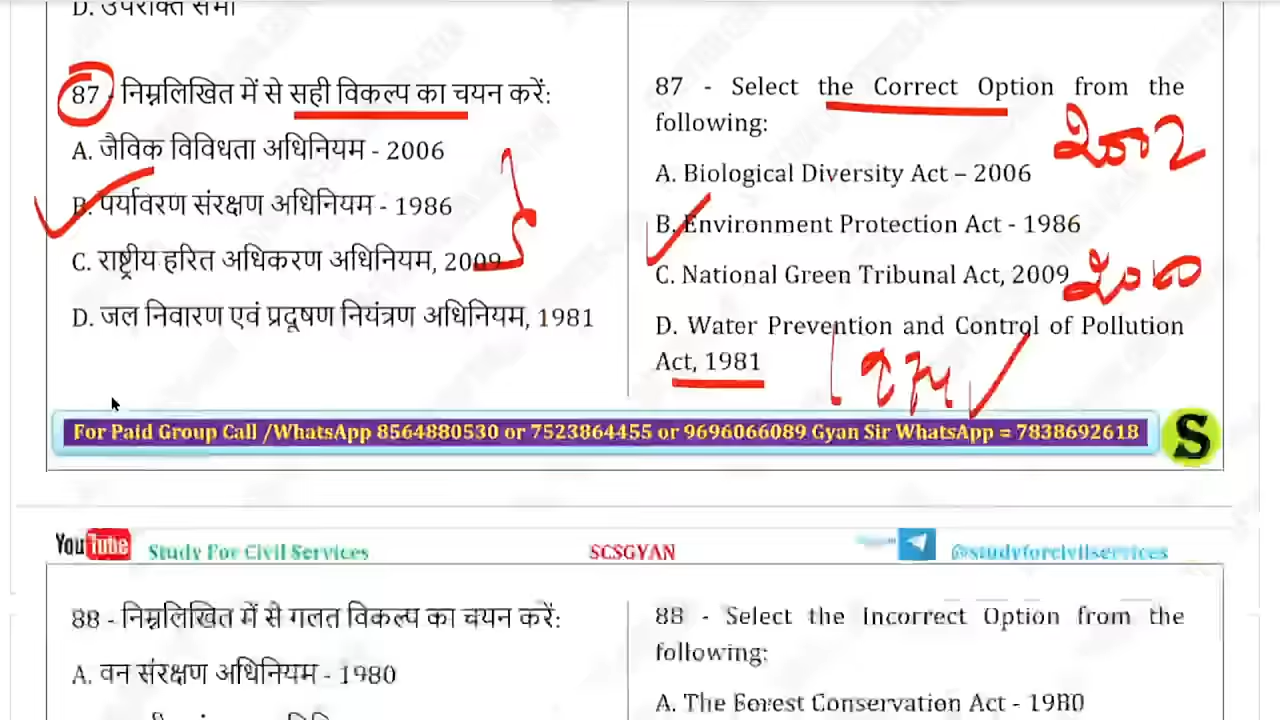 D. उपरोक्त सभी
87 - निम्नलिखित में से सही विकल्प का चयन करें:
A. जैविक विविधता अधिनियम - 2006
B. पर्यावरण संरक्षण अधिनियम - 1986
C. राष्ट्रीय हरित अधिकरण अधिनियम, 2009
D. जल निवारण एवं प्रदूषण नियंत्रण अधिनियम, 1981
87 - Select the Correct Option from the
following:
2002
A. Biological Diversity Act – 2006
B. Environment Protection Act - 1986
C. National Green Tribunal Act, 2009
2010
D. Water Prevention and Control of Pollution
Act, 1981
1974
For Paid Group Call /WhatsApp 8564880530 or 7523864455 or 9696066089 Gyan Sir WhatsApp = 7838692618
S
YouTube Study For Civil Services SCSGYAN @studyforcivilservices
88 - निम्नलिखित में से गलत विकल्प का चयन करें:
A. वन संरक्षण अधिनियम - 1980
88 - Select the Incorrect Option from the
following:
A. The Forest Conservation Act - 1980